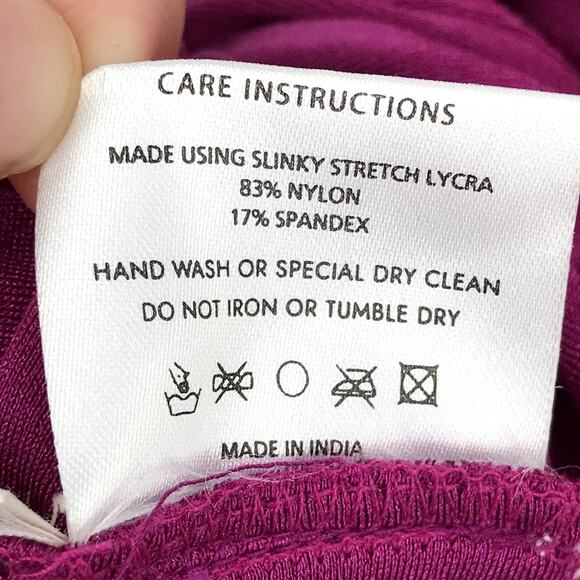 CARE INSTRUCTIONS
MADE USING SLINKY STRETCH LYCRA
83% NYLON
17% SPANDEX
HAND WASH OR SPECIAL DRY CLEAN
DO NOT IRON OR TUMBLE DRY
MADE IN INDIA